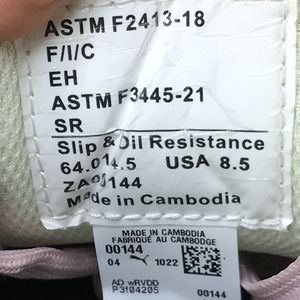 ASTM F2413-18
F/I/C
EH
ASTM F3445-21
SR
Slip & Oil Resistance
USA 8.5
Made in Cambodia
MADE IN CAMBODIA
FABRIQUÉ AU CAMBODGE
00144
04 1022
AD wRVDD
P3104205 00144